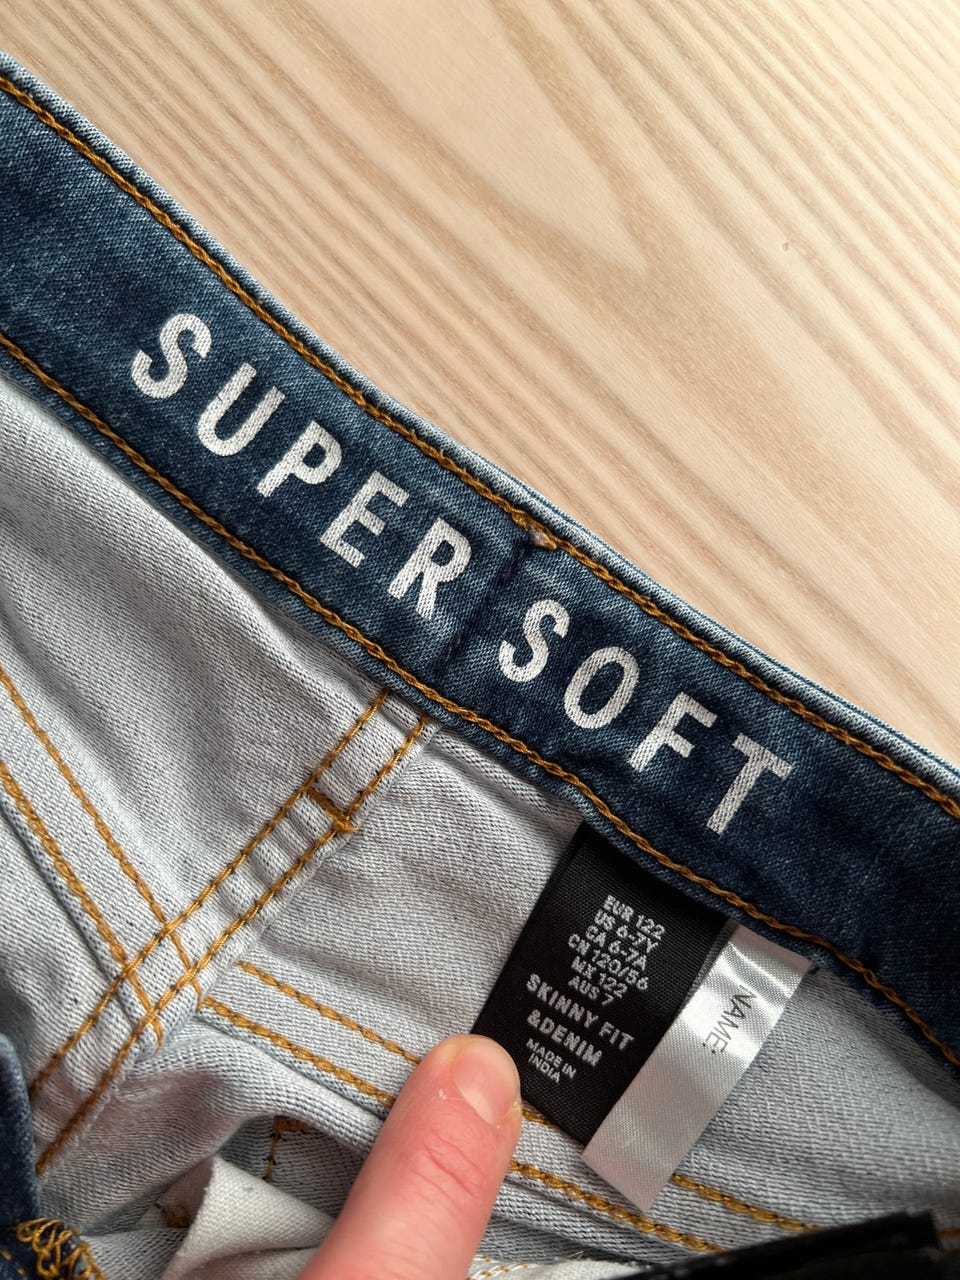 SUPER SOFT
EUR 122
US 6-7Y
CA 6-7A
CN 120/56
MX 122
AUS 7
SKINNY FIT
&DENIM
MADE IN
INDIA
NAME: